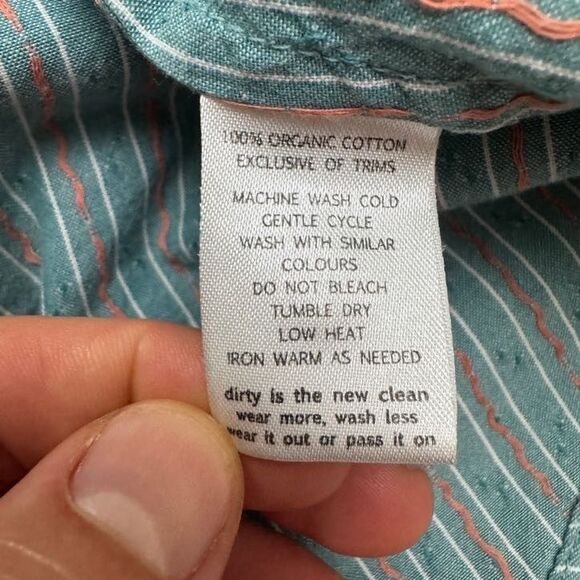 100% ORGANIC COTTON
EXCLUSIVE OF TRIMS
MACHINE WASH COLD
GENTLE CYCLE
WASH WITH SIMILAR
COLOURS
DO NOT BLEACH
TUMBLE DRY
LOW HEAT
IRON WARM AS NEEDED
dirty is the new clean
wear more, wash less
wear it out or pass it on